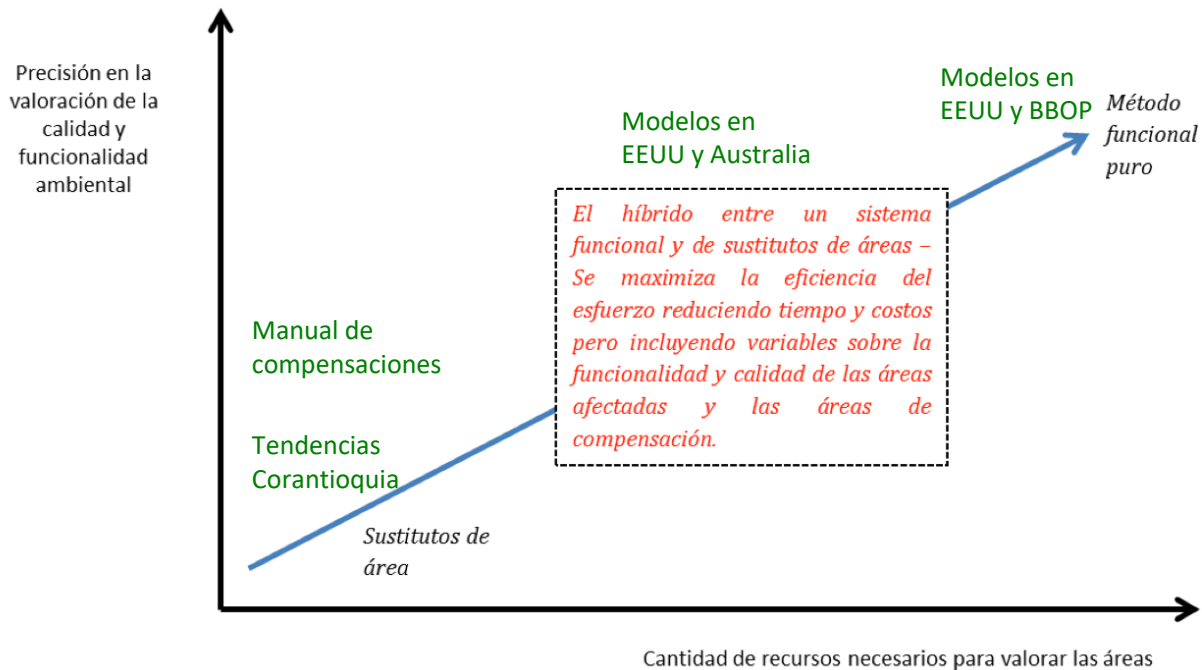 Precisión en la
valoración de la
calidad y
funcionalidad
ambiental
Modelos en
EEUU y Australia
Modelos en
EEUU y BBOP
Método
funcional
puro
El híbrido entre un sistema
funcional y de sustitutos de áreas –
Se maximiza la eficiencia del
esfuerzo reduciendo tiempo y costos
pero incluyendo variables sobre la
funcionalidad y calidad de las áreas
afectadas y las áreas de
compensación.
Manual de
compensaciones
Tendencias
Corantioquia
Sustitutos de
área
Cantidad de recursos necesarios para valorar las áreas